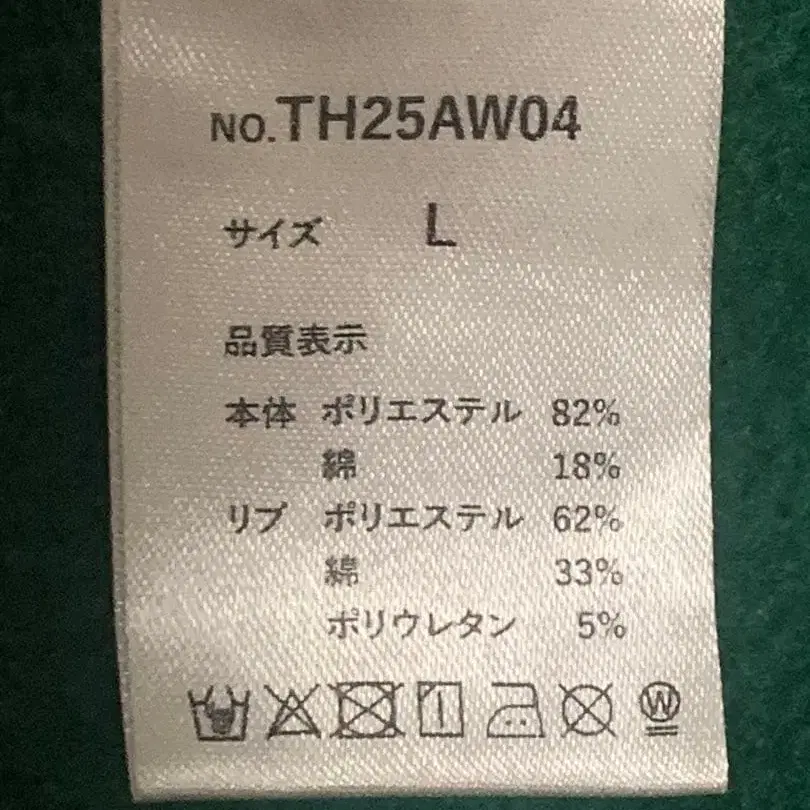 NO.TH25AW04
サイズ L
品質表示
本体 ポリエステル 82%
綿 18%
リブ ポリエステル 62%
綿 33%
ポリウレタン 5%
W